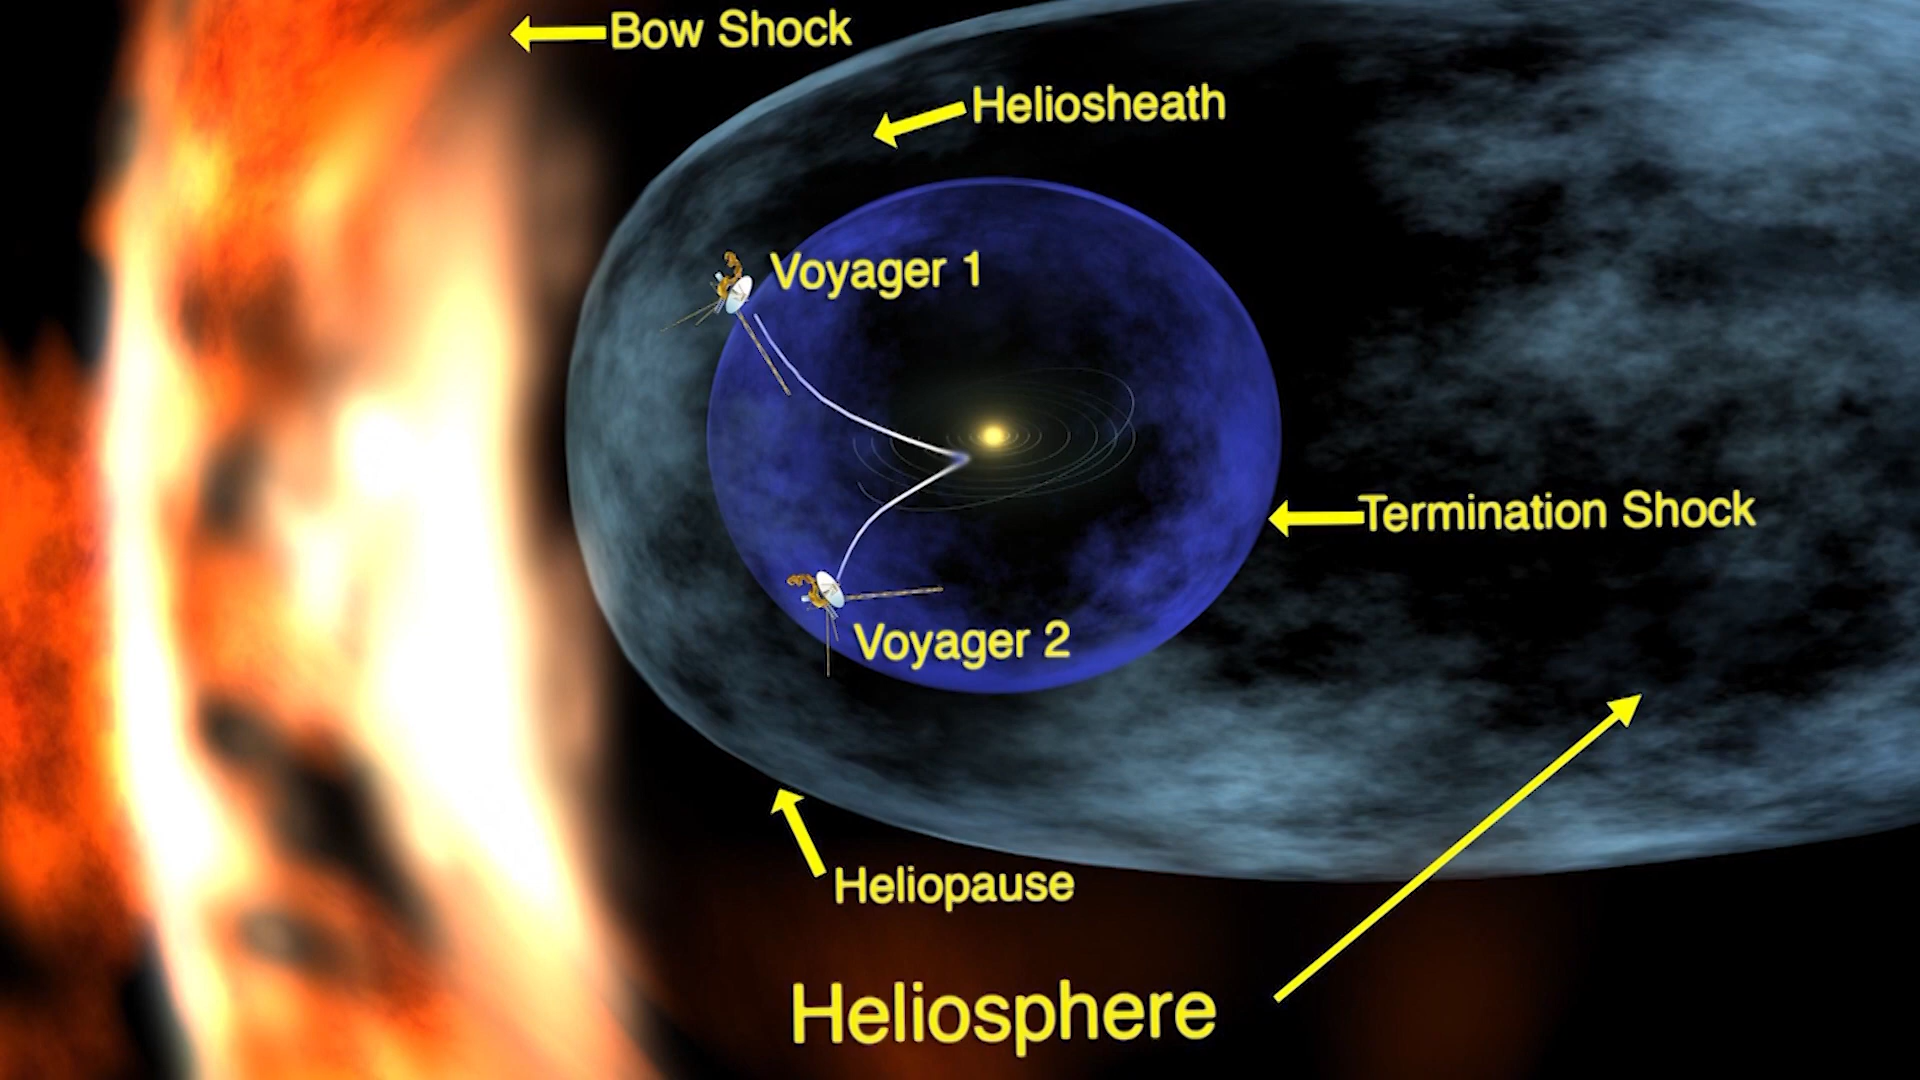 Bow Shock
Heliosheath
Voyager 1
Termination Shock
Voyager 2
Heliopause
Heliosphere